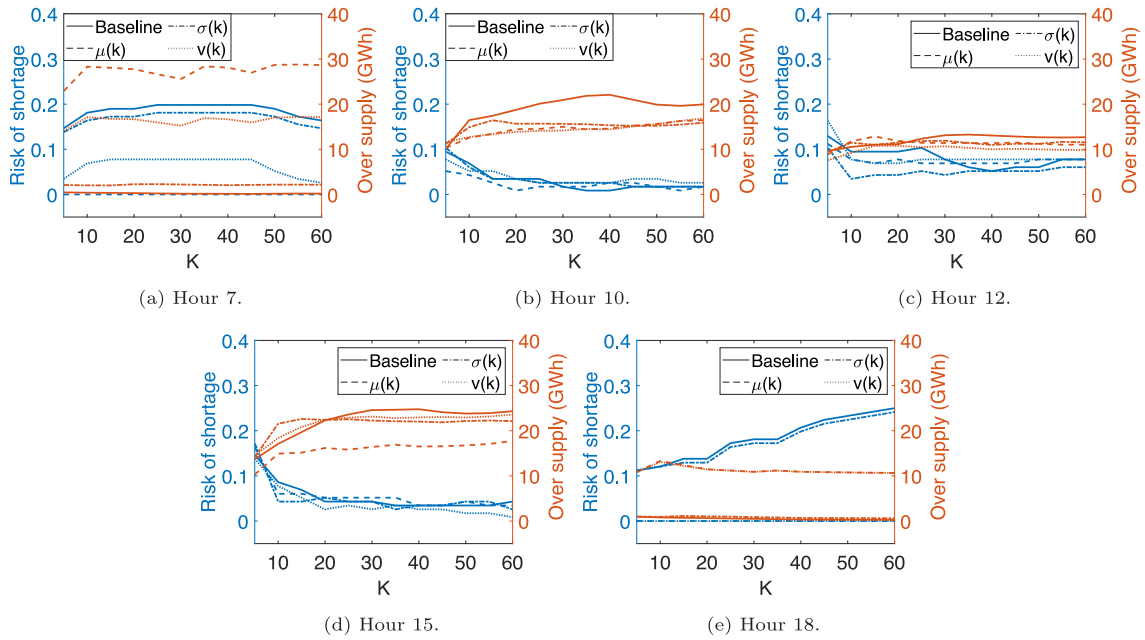 Baseline
μ(k)
σ(k)
v(k)
Risk of shortage
0.4
0.3
0.2
0.1
0
Over supply (GWh)
40
30
20
10
0
10 20 30 40 50 60
K
(a) Hour 7.
Baseline
μ(k)
σ(k)
v(k)
Risk of shortage
0.4
0.3
0.2
0.1
0
Over supply (GWh)
40
30
20
10
0
10 20 30 40 50 60
K
(b) Hour 10.
Baseline
μ(k)
σ(k)
v(k)
Risk of shortage
0.4
0.3
0.2
0.1
0
Over supply (GWh)
40
30
20
10
0
10 20 30 40 50 60
K
(c) Hour 12.
Baseline
μ(k)
σ(k)
v(k)
Risk of shortage
0.4
0.3
0.2
0.1
0
Over supply (GWh)
40
30
20
10
0
10 20 30 40 50 60
K
(d) Hour 15.
Baseline
μ(k)
σ(k)
v(k)
Risk of shortage
0.4
0.3
0.2
0.1
0
Over supply (GWh)
40
30
20
10
0
10 20 30 40 50 60
K
(e) Hour 18.